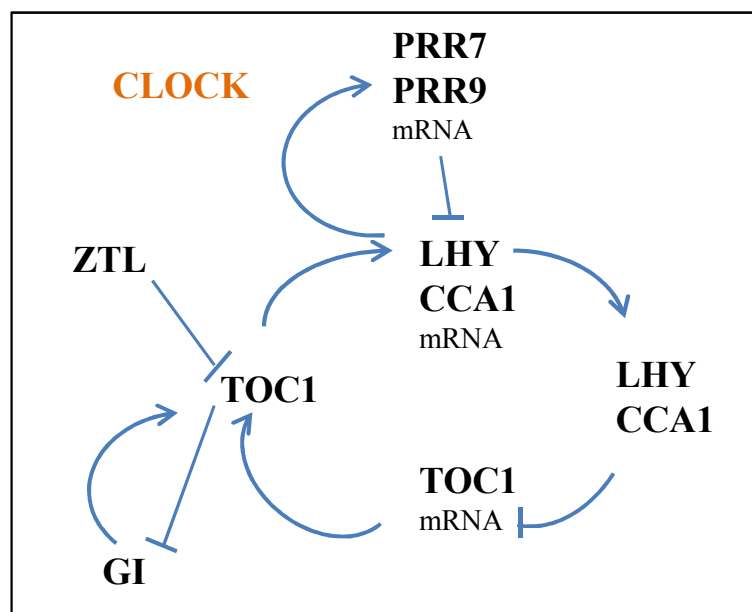 CLOCK
PRR7
PRR9
mRNA
ZTL
LHY
CCA1
mRNA
LHY
CCA1
TOC1
TOC1
mRNA
GI